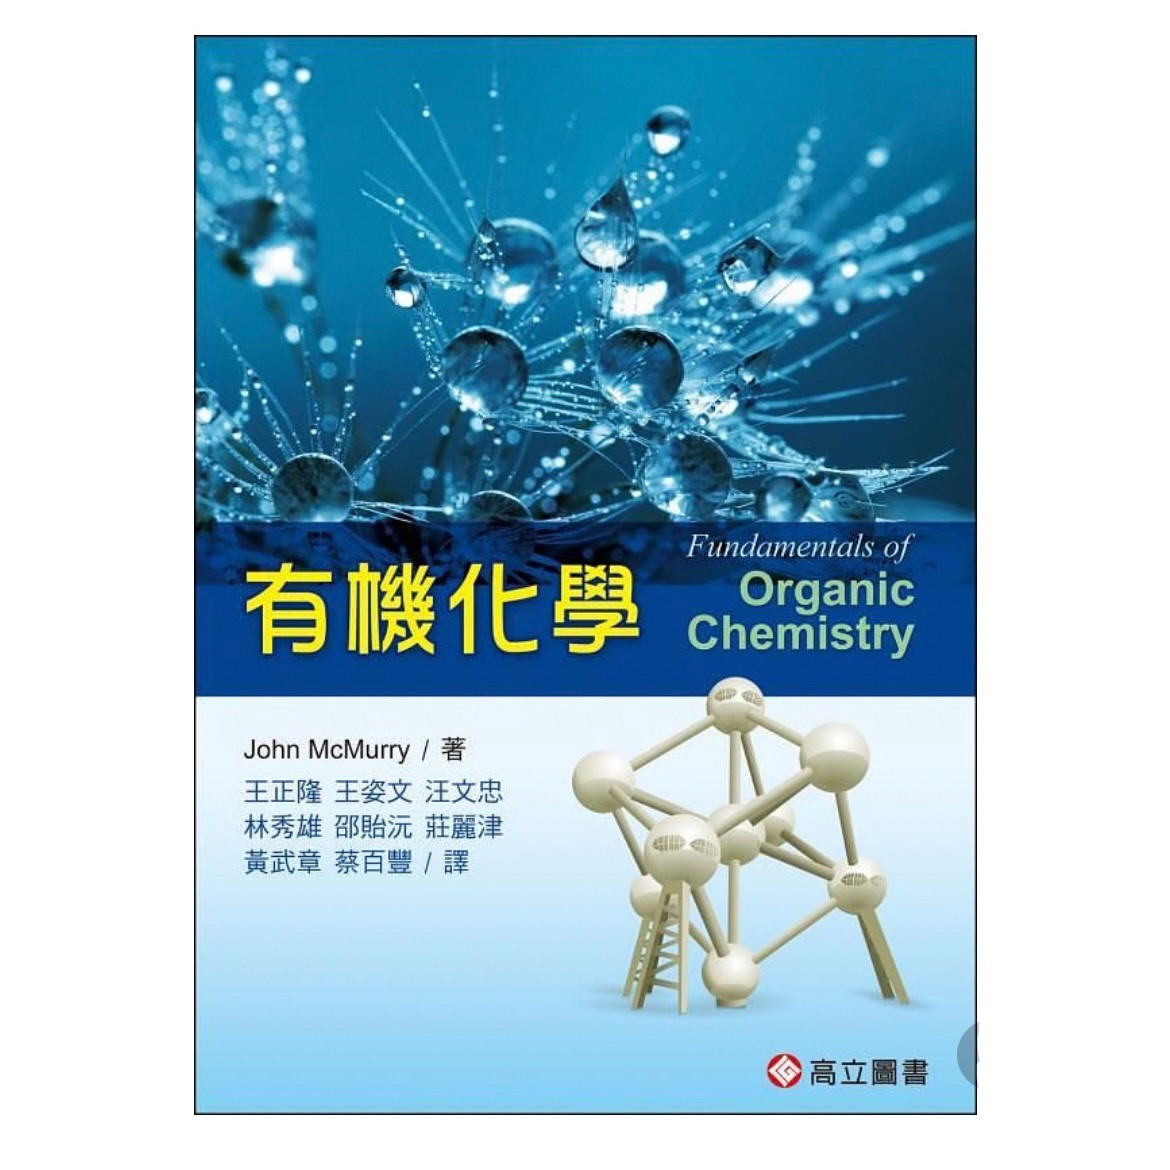 Fundamentals of
Organic
Chemistry
有機化學
John McMurry / 著
王正隆 王姿文 汪文忠
林秀雄 邵貽沅 莊麗津
黃武章 蔡百豐 / 譯
高立圖書